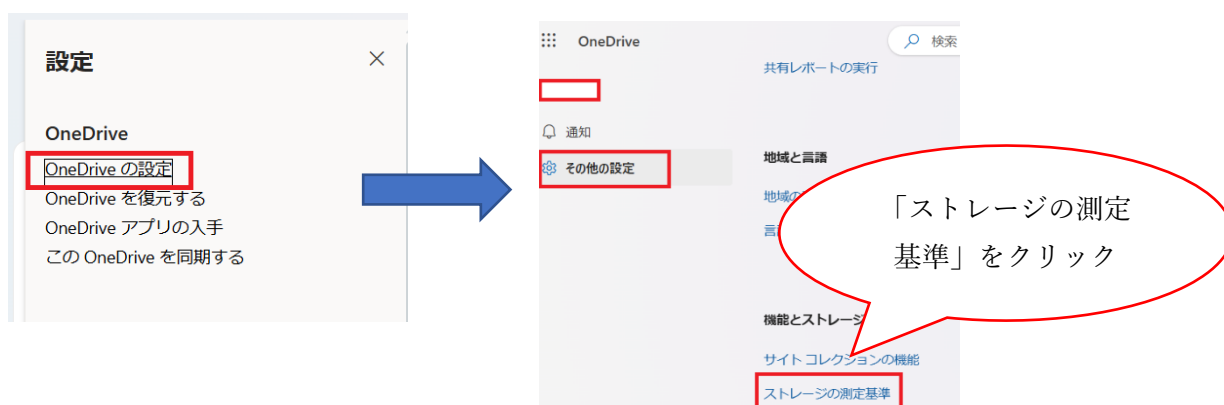 設定
OneDrive
OneDrive の設定
OneDrive を復元する
OneDrive アプリの入手
この OneDrive を同期する
OneDrive
検索
共有レポートの実行
通知
その他の設定
地域と言語
地域の
言
「ストレージの測定
基準」をクリック
機能とストレージ
サイト コレクションの機能
ストレージの測定基準